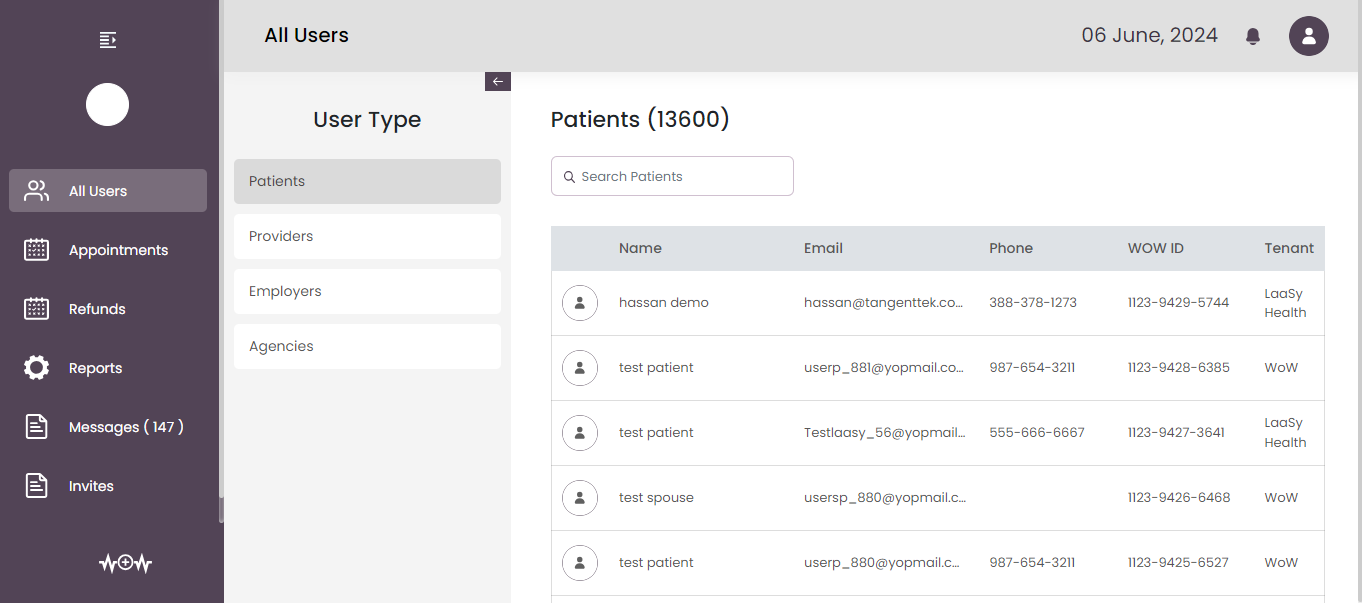 All Users
06 June, 2024
All Users
Appointments
Refunds
Reports
Messages ( 147 )
Invites
User Type
Patients
Providers
Employers
Agencies
Patients (13600)
Search Patients
Name Email Phone WOW ID Tenant
hassan demo hassan@tangenttek.co... 388-378-1273 1123-9429-5744 LaaSy
Health
test patient userp_881@yopmail.co... 987-654-3211 1123-9428-6385 WoW
test patient Testlaasy_56@yopmail... 555-666-6667 1123-9427-3641 LaaSy
Health
test spouse usersp_880@yopmail.c... 1123-9426-6468 WoW
test patient userp_880@yopmail.c... 987-654-3211 1123-9425-6527 WoW